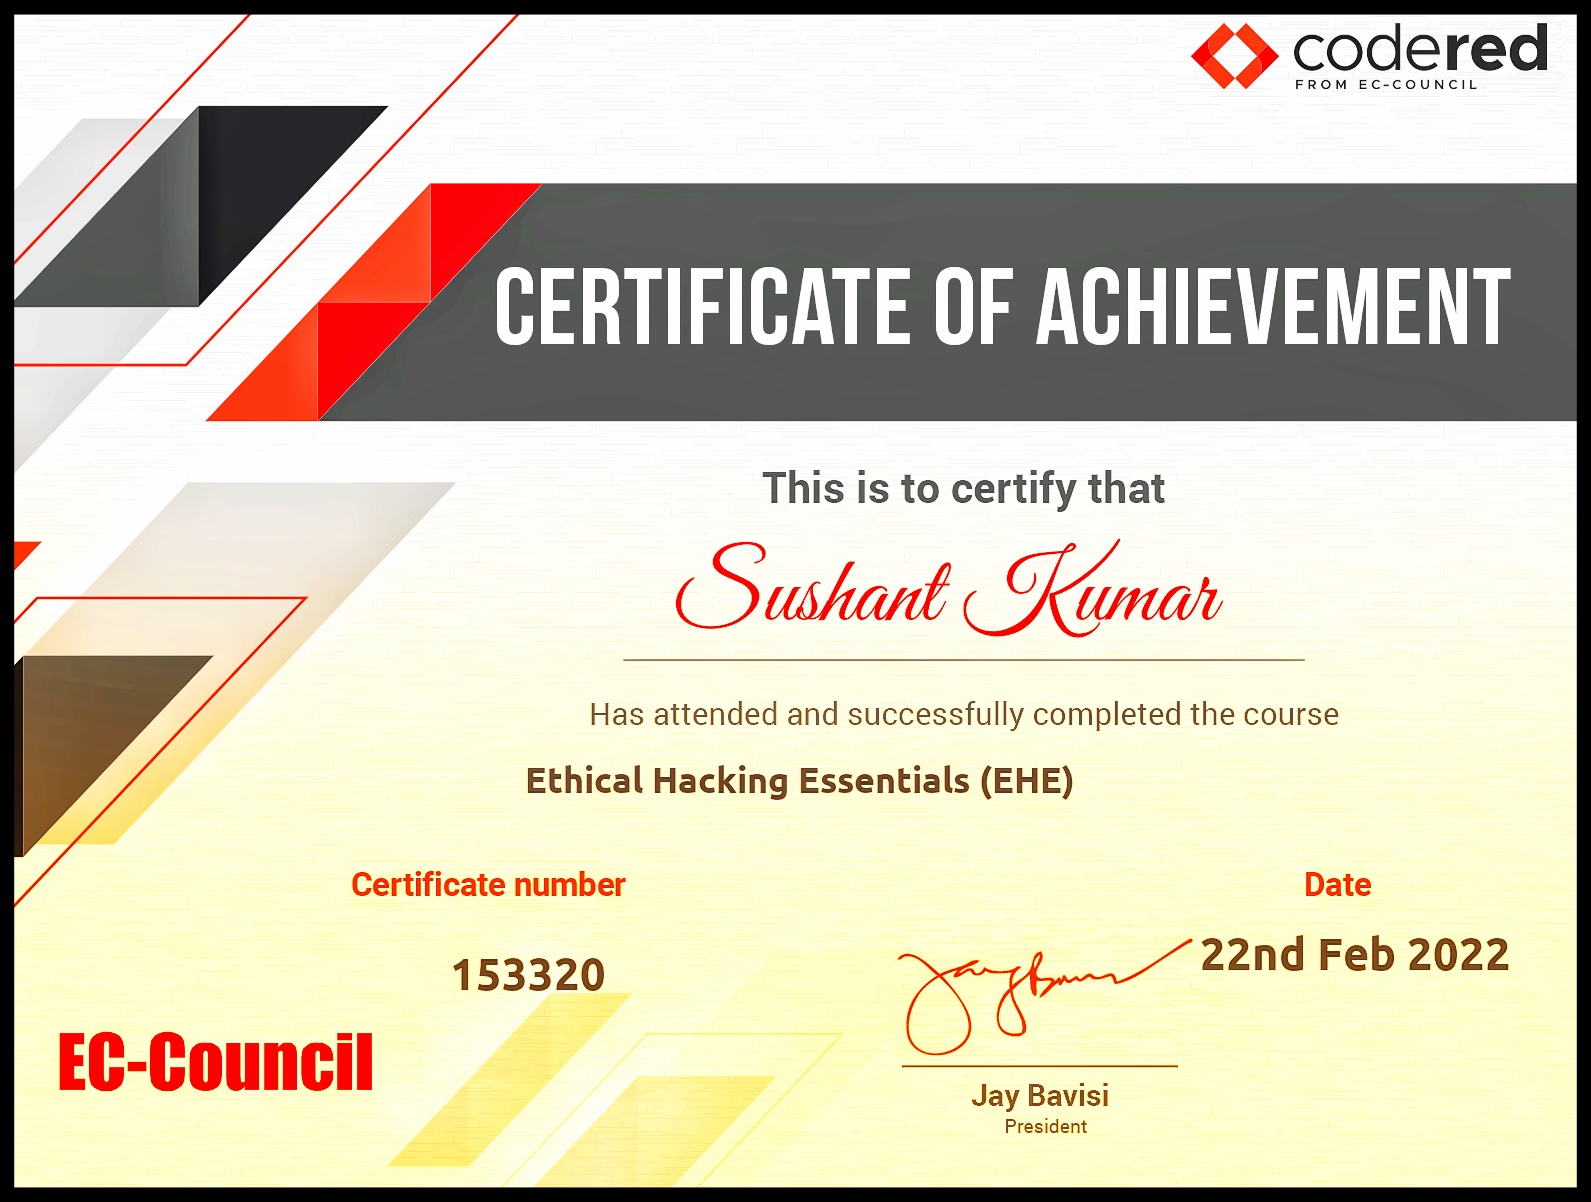 codered
FROM EC-COUNCIL
CERTIFICATE OF ACHIEVEMENT
This is to certify that
Sushant Kumar
Has attended and successfully completed the course
Ethical Hacking Essentials (EHE)
Certificate number
Date
153320
22nd Feb 2022
EC-Council
Jay Bavisi
President